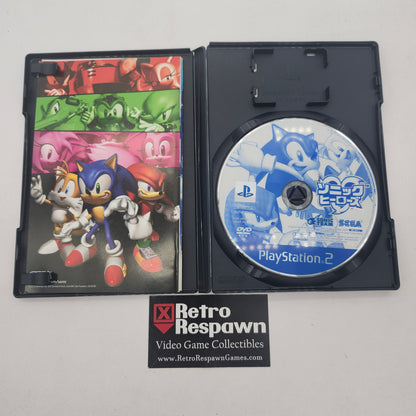 ソニック
ヒーローズ
DVD
SEGA
PlayStation 2
Retro
Respawn
Video Game Collectibles
www.RetroRespawnGames.com